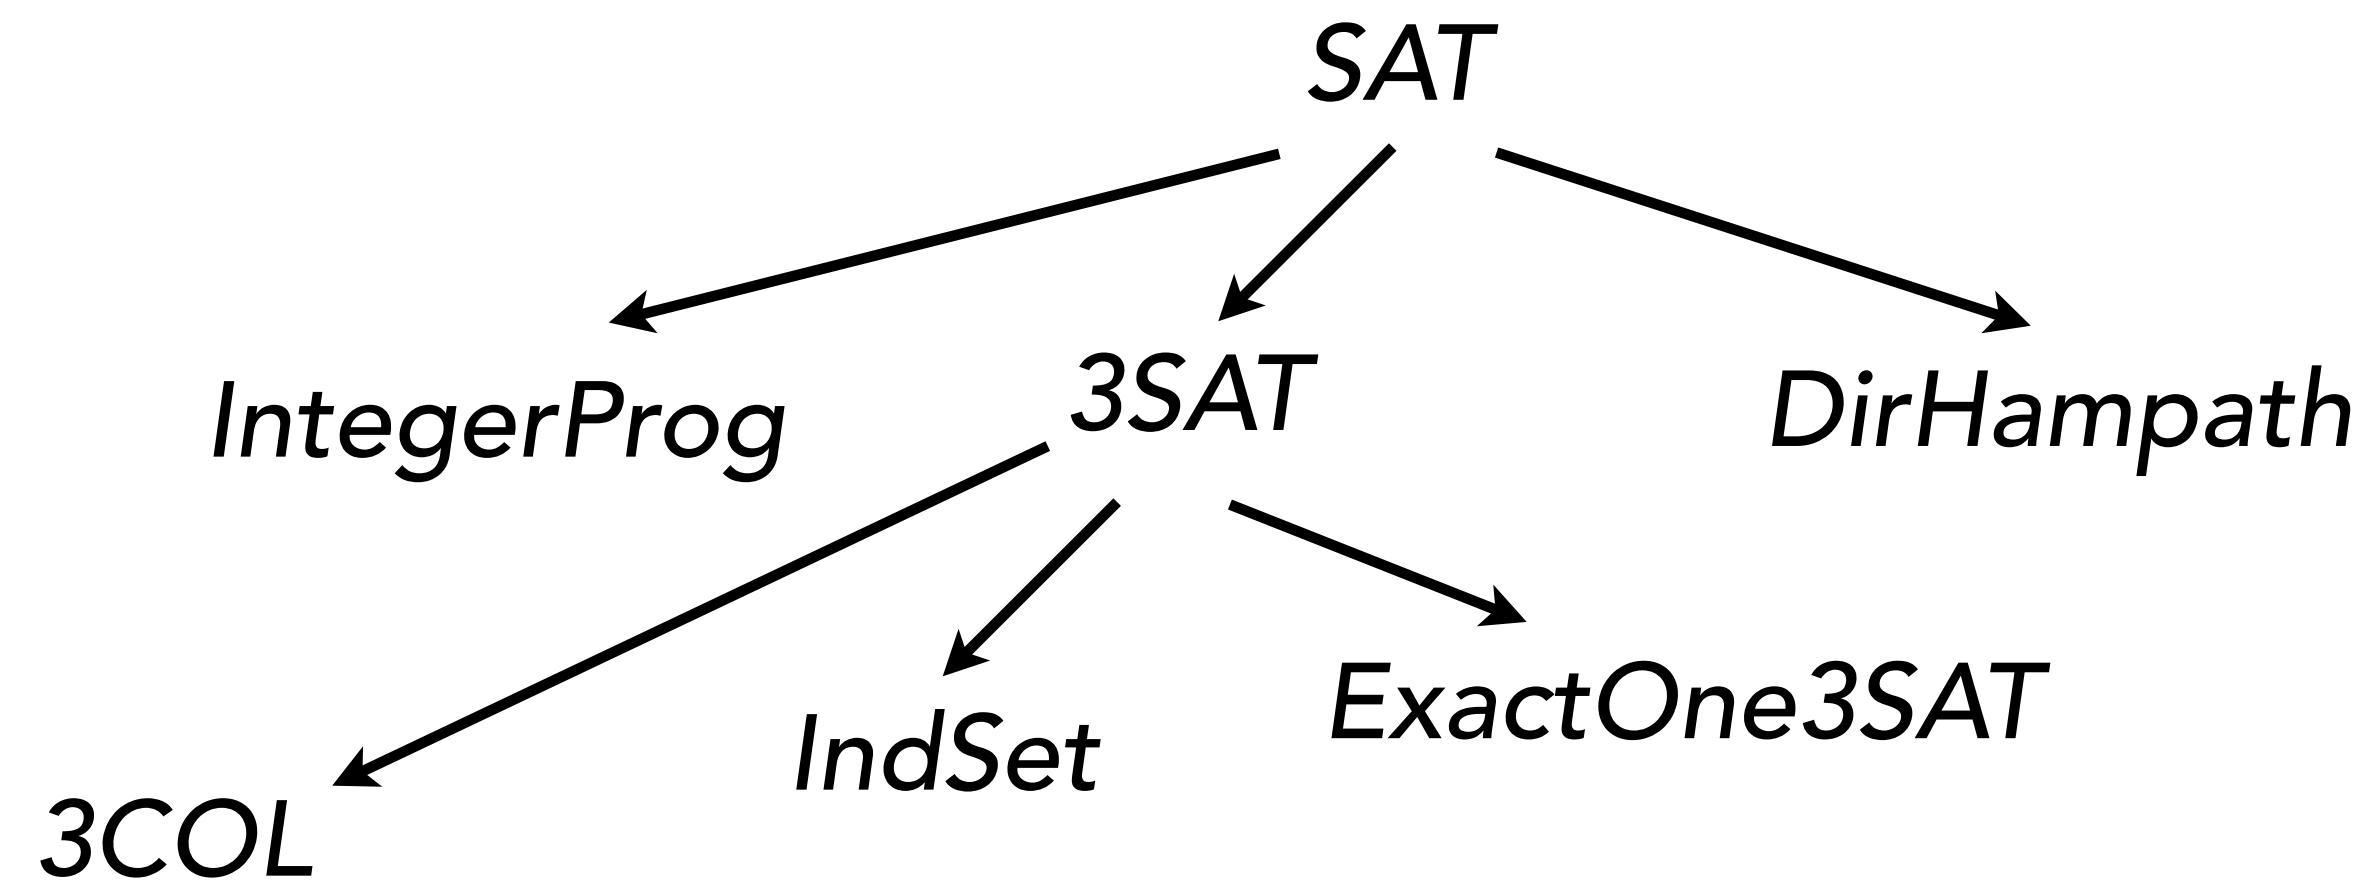 SAT
IntegerProg
3SAT
DirHampath
3COL
IndSet
ExactOne3SAT